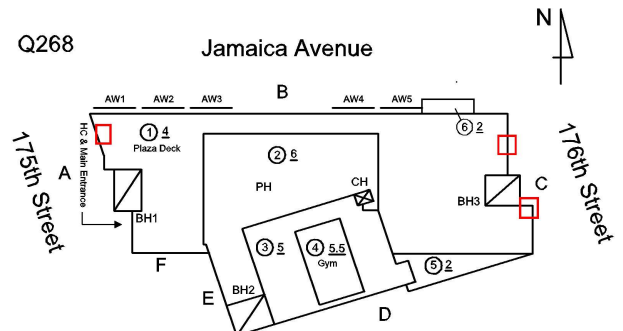 Q268
Jamaica Avenue
N
AW1 AW2 AW3 B AW4 AW5
1 4
Plaza Deck
6 2
2 6
PH
CH
175th Street
A
HC & Main Entrance
BH1
F
3 5
4 5.5
Gym
BH2
E
D
5 2
BH3
C
176th Street